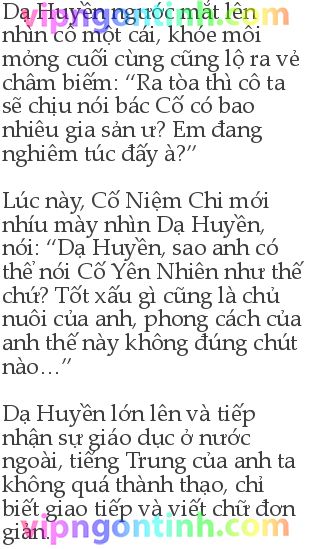 Dạ Huyền ngước mắt lên
vipngontinh.com
nhìn cô một cái, khóe môi
mỏng cuối cùng cũng lộ ra vẻ
châm biếm: “Ra tòa thì cô ta
sẽ chịu nói bác Cố có bao
nhiêu gia sản ư? Em đang
nghiêm túc đấy à?”
Lúc này, Cố Niệm Chi mới
nhíu mày nhìn Dạ Huyền,
nói: “Dạ Huyền, sao anh có
thể nói Cố Yên Nhiên như thế
chứ? Tốt xấu gì cũng là chủ
nuôi của anh, phong cách của
anh thế này không đúng chút
nào…”
Dạ Huyền lớn lên và tiếp
nhận sự giáo dục ở nước
ngoài, tiếng Trung của anh ta
không quá thành thạo, chỉ
biết giao tiếp và viết chữ đơn
giản.
vipngontinh.com